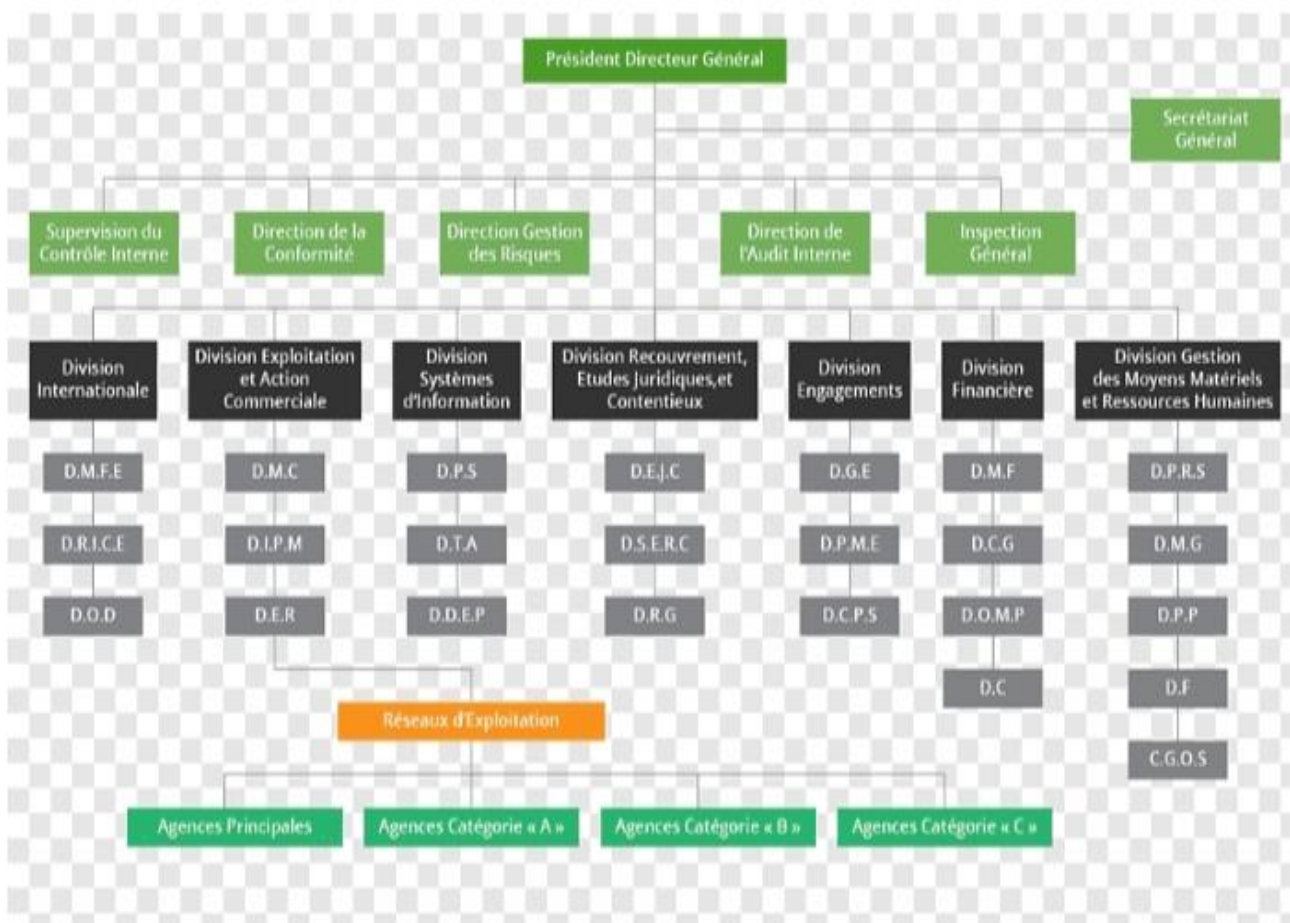 Président Directeur Général
Secrétariat
Général
Supervision du
Contrôle Interne
Direction de la
Conformité
Direction Gestion
des Risques
Direction de
l'Audit Interne
Inspection
Général
Division
Internationale
Division Exploitation
et Action
Commerciale
Division
Systèmes
d'Information
Division Recouvrement,
Etudes Juridiques,et
Contentieux
Division
Engagements
Division
Financière
Division Gestion
des Moyens Matériels
et Ressources Humaines
D.M.F.E
D.M.C
D.P.S
D.E.J.C
D.G.E
D.M.F
D.P.R.S
D.R.I.C.E
D.I.P.M
D.T.A
D.S.E.R.C
D.P.M.E
D.C.G
D.M.G
D.O.D
D.E.R
D.D.E.P
D.R.G
D.C.P.S
D.O.M.P
D.P.P
D.C
D.F
Réseaux d'Exploitation
C.G.O.S
Agences Principales
Agences Catégorie « A »
Agences Catégorie « B »
Agences Catégorie « C »